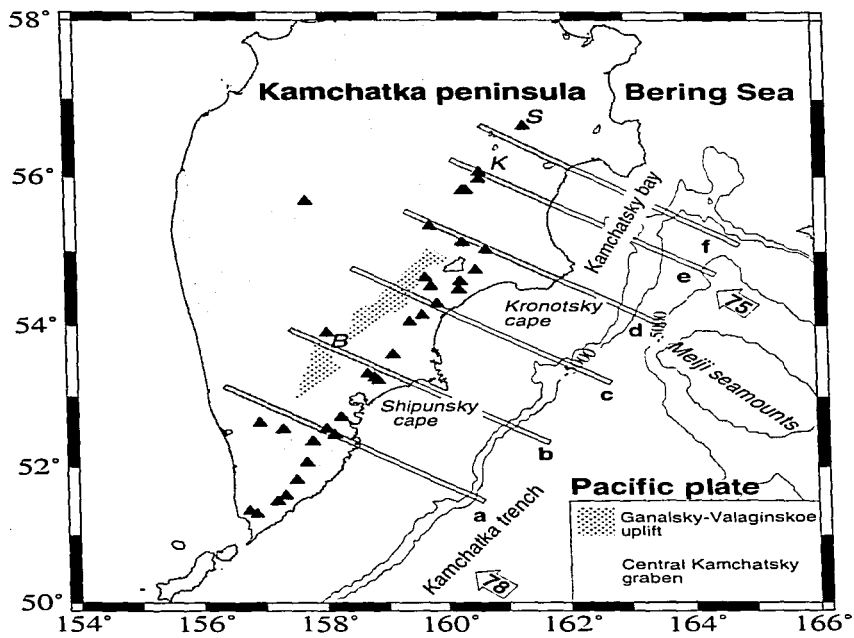 58°
56°
54°
52°
50°
154°
156°
158°
160°
162°
164°
166°
Kamchatka peninsula
Bering Sea
S
K
B
Kamchatsky bay
f
e
75
d
Kronotsky
cape
Meiji seamounts
c
Shipunsky
cape
b
a
Kamchatka trench
78
Pacific plate
Ganalsky-Valaginskoe
uplift
Central Kamchatsky
graben